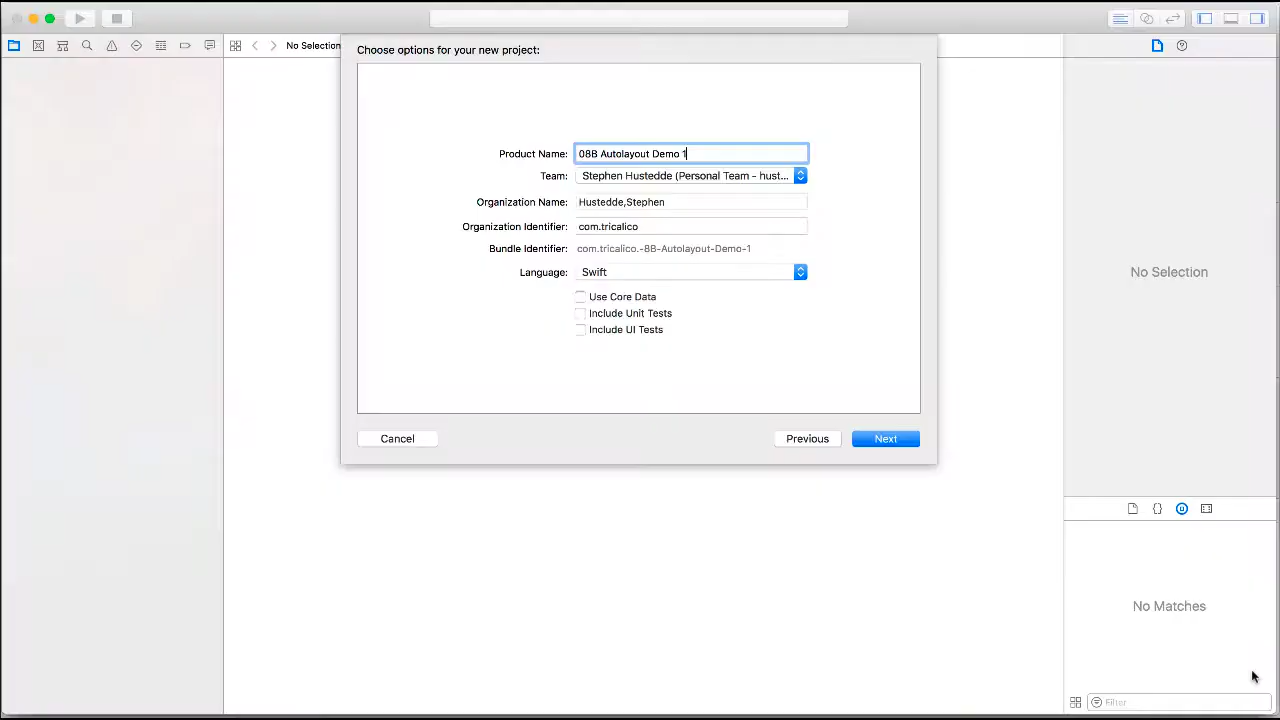 No Selection
Choose options for your new project:
Product Name: 08B Autolayout Demo 1
Team: Stephen Hustedde (Personal Team - hust...
Organization Name: Hustedde,Stephen
Organization Identifier: com.tricalico
Bundle Identifier: com.tricalico.-8B-Autolayout-Demo-1
Language: Swift
Use Core Data
Include Unit Tests
Include UI Tests
Cancel
Previous
Next
No Selection
No Matches
Filter